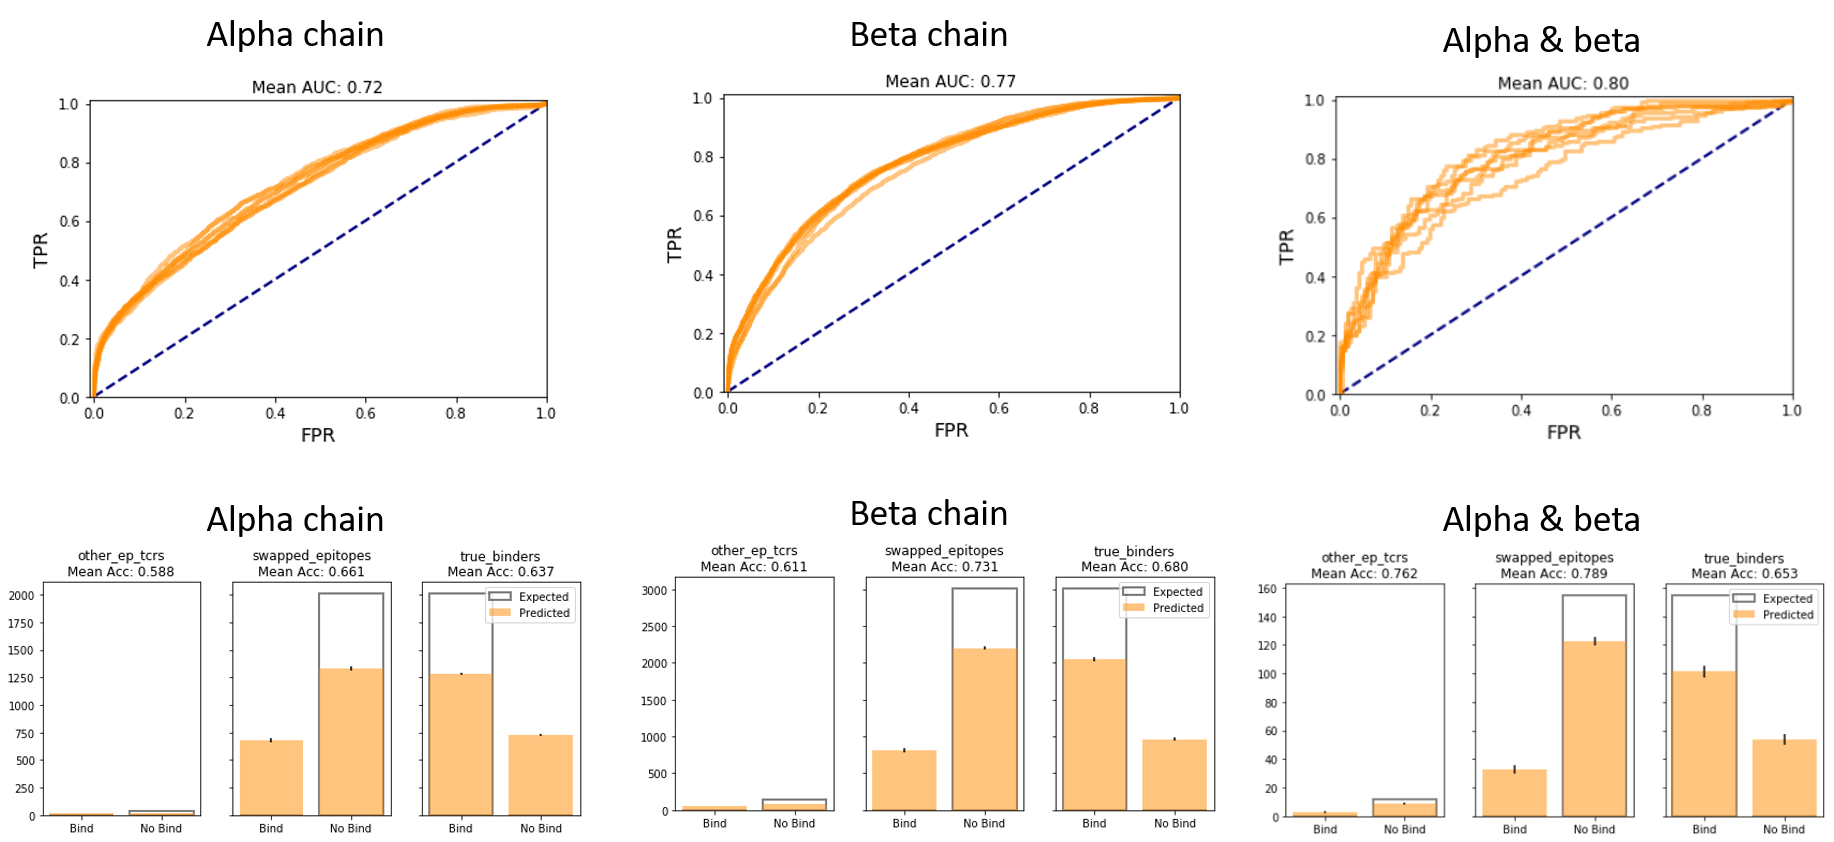 Alpha chain
Mean AUC: 0.72
1.0
0.8
0.6
0.4
0.2
0.0
TPR
0.0 0.2 0.4 0.6 0.8 1.0
FPR
Beta chain
Mean AUC: 0.77
1.0
0.8
0.6
0.4
0.2
0.0
TPR
0.0 0.2 0.4 0.6 0.8 1.0
FPR
Alpha & beta
Mean AUC: 0.80
1.0
0.8
0.6
0.4
0.2
0.0
TPR
0.0 0.2 0.4 0.6 0.8 1.0
FPR
Alpha chain
other_ep_tcrs
Mean Acc: 0.588
2000
1750
1500
1250
1000
750
500
250
0
Bind No Bind
swapped_epitopes
Mean Acc: 0.661
Bind No Bind
true_binders
Mean Acc: 0.637
Expected
Predicted
Bind No Bind
Beta chain
other_ep_tcrs
Mean Acc: 0.611
3000
2500
2000
1500
1000
500
0
Bind No Bind
swapped_epitopes
Mean Acc: 0.731
Bind No Bind
true_binders
Mean Acc: 0.680
Expected
Predicted
Bind No Bind
Alpha & beta
other_ep_tcrs
Mean Acc: 0.762
160
140
120
100
80
60
40
20
0
Bind No Bind
swapped_epitopes
Mean Acc: 0.789
Bind No Bind
true_binders
Mean Acc: 0.653
Expected
Predicted
Bind No Bind